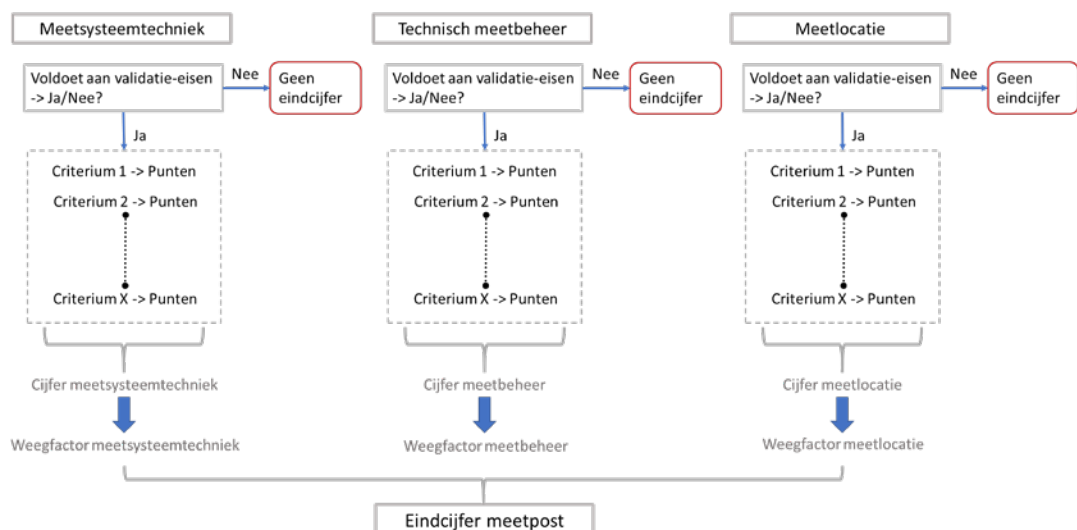 Meetsysteemtechniek
Voldoet aan validatie-eisen
-> Ja/Nee?
Nee
Geen
eindcijfer
Ja
Criterium 1 -> Punten
Criterium 2 -> Punten
Criterium X -> Punten
Cijfer meetsysteemtechniek
Weegfactor meetsysteemtechniek
Technisch meetbeheer
Voldoet aan validatie-eisen
-> Ja/Nee?
Nee
Geen
eindcijfer
Ja
Criterium 1 -> Punten
Criterium 2 -> Punten
Criterium X -> Punten
Cijfer meetbeheer
Weegfactor meetbeheer
Meetlocatie
Voldoet aan validatie-eisen
-> Ja/Nee?
Nee
Geen
eindcijfer
Ja
Criterium 1 -> Punten
Criterium 2 -> Punten
Criterium X -> Punten
Cijfer meetlocatie
Weegfactor meetlocatie
Eindcijfer meetpost